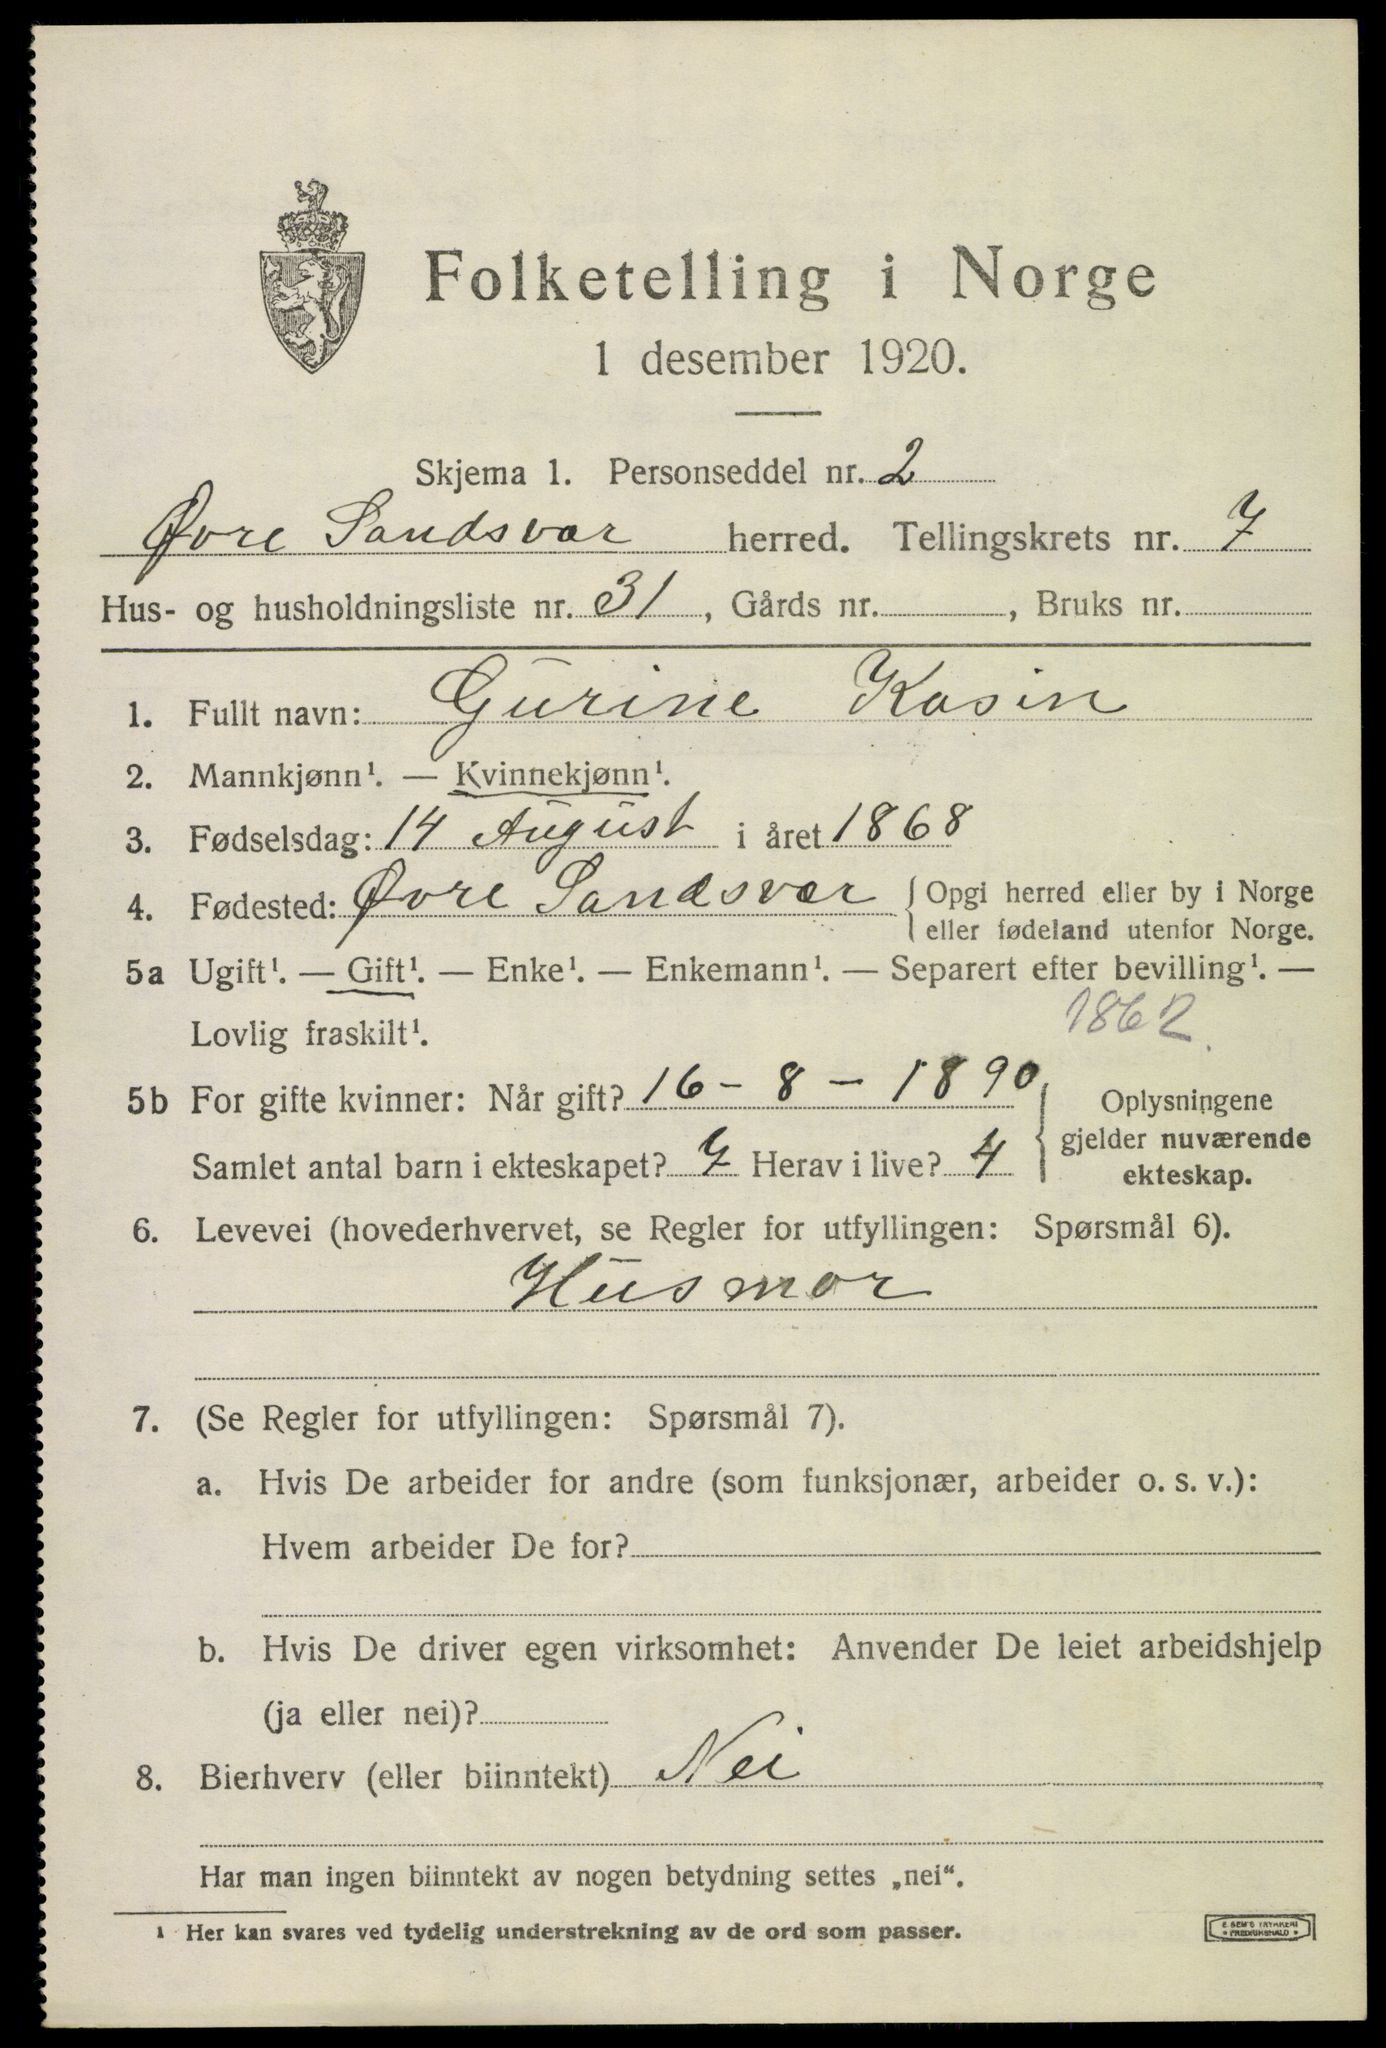 Folketelling i Norge
1 desember 1920.
Skjema 1. Personseddel nr. 2
Øvre Sandsvær herred. Tellingskrets nr. 7
Hus- og husholdningsliste nr. 31, Gårds nr. , Bruks nr.
1. Fullt navn: Gurine Kasin
2. Mannkjønn¹. — Kvinnekjønn¹.
3. Fødselsdag: 14 August i året 1868
4. Fødested: Øvre Sandsvær { Opgi herred eller by i Norge
eller fødeland utenfor Norge.
5a Ugift¹. — Gift¹. — Enke¹. — Enkemann¹. — Separert efter bevilling¹. —
Lovlig fraskilt¹. 1862
5b For gifte kvinner: Når gift? 16 - 8 - 1890 } Oplysningene
Samlet antal barn i ekteskapet? 7 Herav i live? 4 gjelder nuværende
ekteskap.
6. Levevei (hovederhvervet, se Regler for utfyllingen: Spørsmål 6).
Husmor
7. (Se Regler for utfyllingen: Spørsmål 7).
a. Hvis De arbeider for andre (som funksjonær, arbeider o. s. v.):
Hvem arbeider De for?
b. Hvis De driver egen virksomhet: Anvender De leiet arbeidshjelp
(ja eller nei)?
8. Bierhverv (eller biinntekt) Nei
Har man ingen biinntekt av nogen betydning settes „nei“.
¹ Her kan svares ved tydelig understrekning av de ord som passer.
E. SEM'S TRYKKERI
* FREDRIKSHALD *